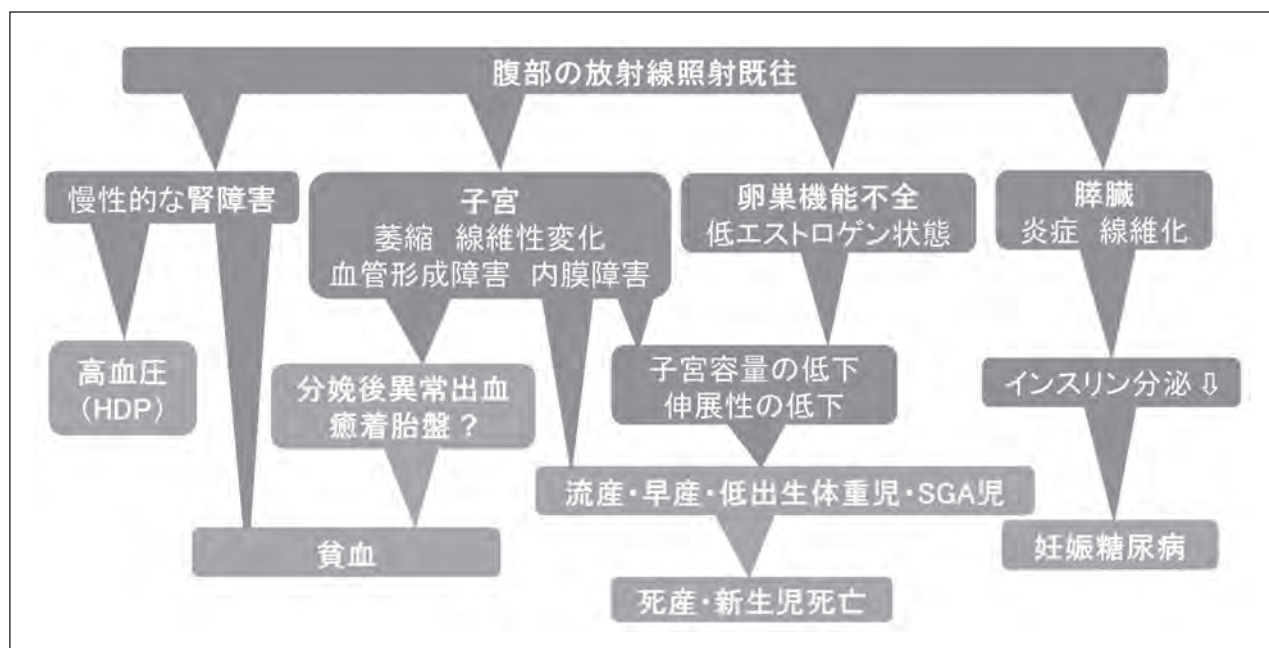 腹部の放射線照射既往
慢性的な腎障害
子宮
萎縮 線維性変化
血管形成障害 内膜障害
卵巣機能不全
低エストロゲン状態
膵臓
炎症 線維化
高血圧
(HDP)
分娩後異常出血
癒着胎盤?
子宮容量の低下
伸展性の低下
インスリン分泌⇩
流産・早産・低出生体重児・SGA児
貧血
妊娠糖尿病
死産・新生児死亡